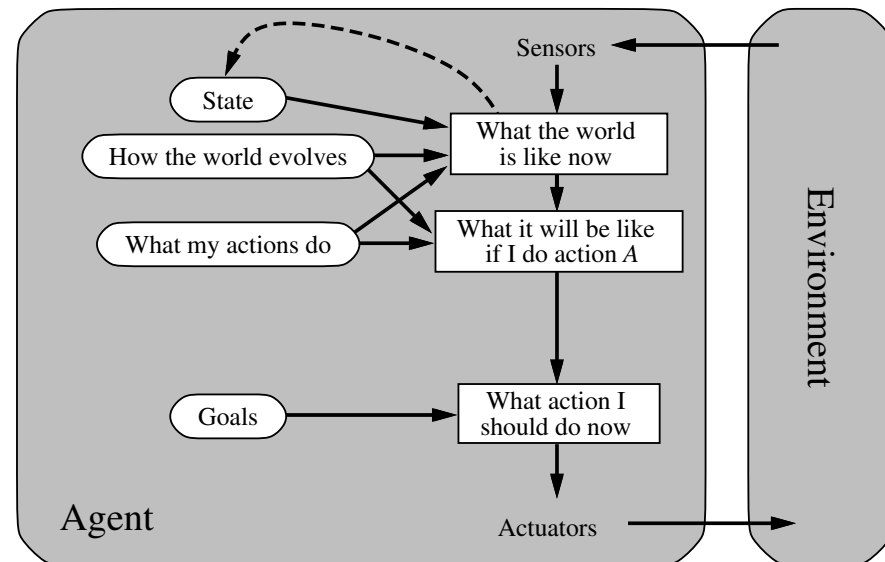 Sensors
State
What the world
is like now
How the world evolves
What it will be like
if I do action A
What my actions do
Environment
What action I
should do now
Goals
Agent
Actuators